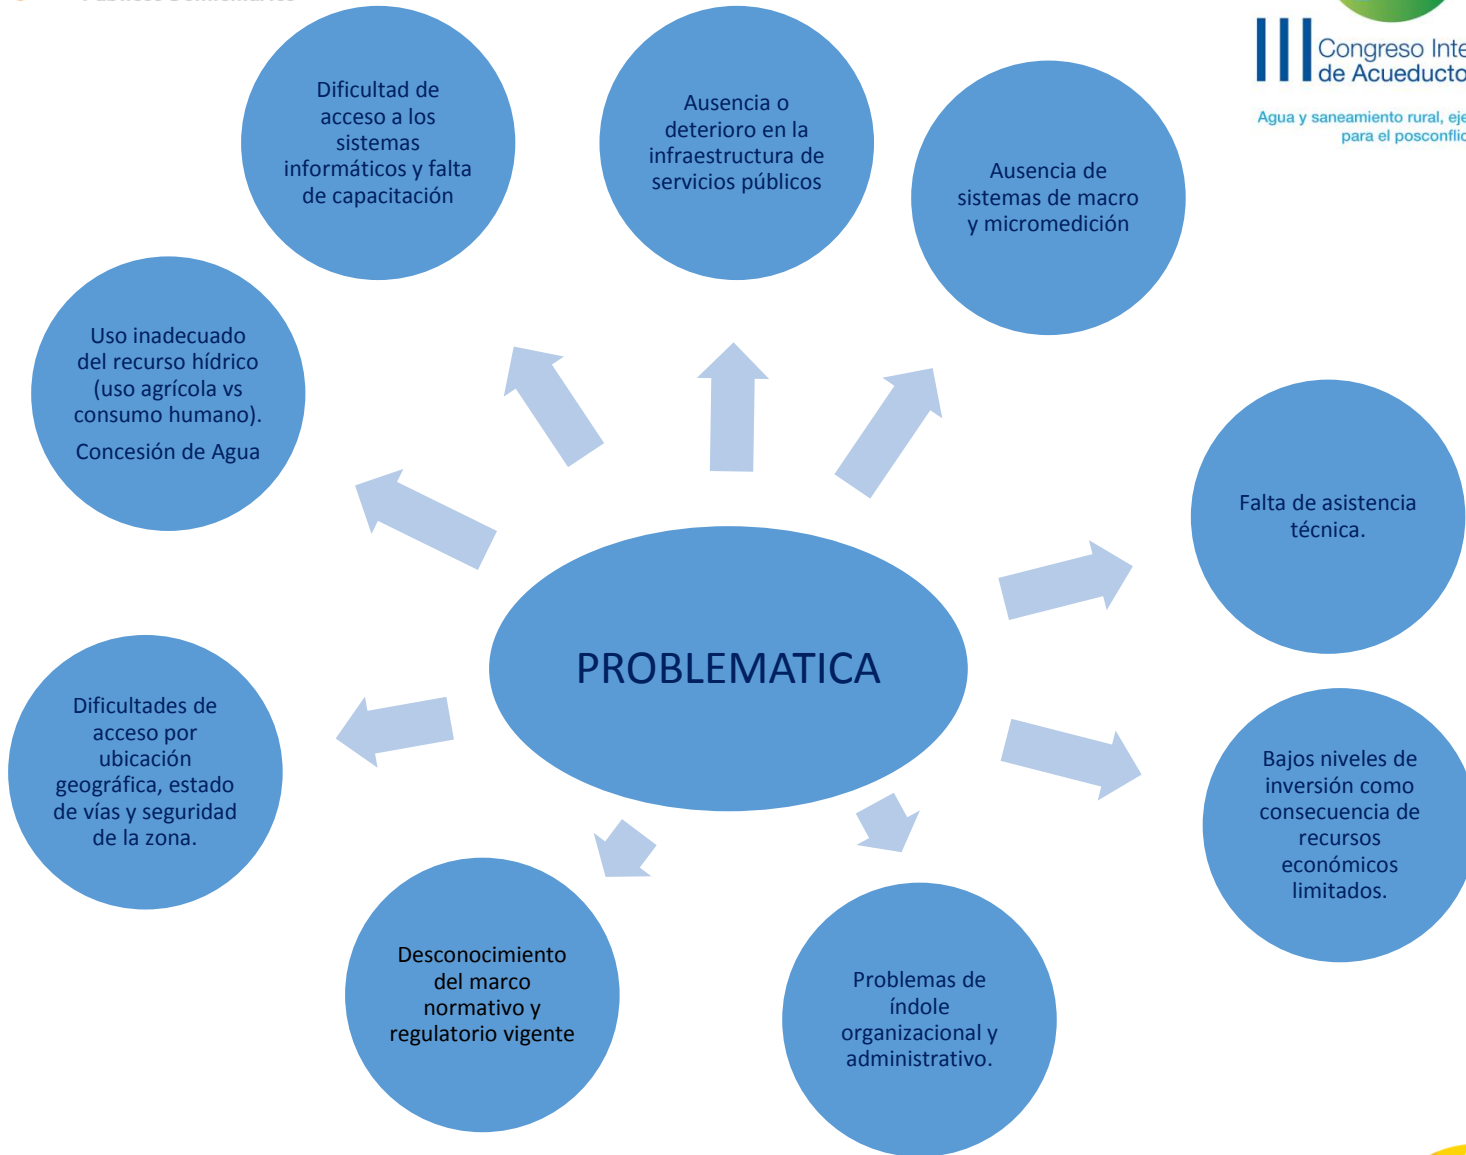 Congreso
de Acueducto
Agua y saneamiento rural,
para el
Dificultad de
acceso a los
sistemas
informáticos y falta
de capacitación
Ausencia o
deterioro en la
infraestructura de
servicios públicos
Ausencia de
sistemas de macro
y micromedición
Uso inadecuado
del recurso hídrico
(uso agrícola vs
consumo humano).
Concesión de Agua
Falta de asistencia
técnica.
PROBLEMATICA
Dificultades de
acceso por
ubicación
geográfica, estado
de vías y seguridad
de la zona.
Bajos niveles de
inversión como
consecuencia de
recursos
económicos
limitados.
Desconocimiento
del marco
normativo y
regulatorio vigente
Problemas de
índole
organizacional y
administrativo.